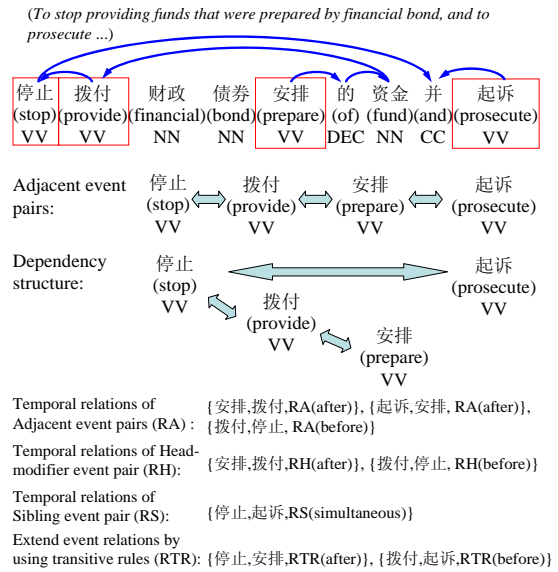 (To stop providing funds that were prepared by financial bond, and to
prosecute ...)
停止 拨付 财政 债券 安排 的 资金 并 起诉
(stop) (provide) (financial) (bond) (prepare) (of) (fund) (and) (prosecute)
VV VV NN NN VV DEC NN CC VV
Adjacent event pairs: 停止 拨付 安排 起诉
(stop) (provide) (prepare) (prosecute)
VV VV VV VV
Dependency structure: 停止 起诉
(stop) (prosecute)
VV VV
拨付
(provide)
VV
安排
(prepare)
VV
Temporal relations of
Adjacent event pairs (RA) : {安排,拨付,RA(after)}, {起诉,安排, RA(after)},
{拨付,停止, RA(before)}
Temporal relations of Head-
modifier event pair (RH): {安排,拨付,RH(after)}, {拨付,停止, RH(before)}
Temporal relations of
Sibling event pair (RS): {停止,起诉,RS(simultaneous)}
Extend event relations by
using transitive rules (RTR): {停止,安排,RTR(after)}, {拨付,起诉,RTR(before)}